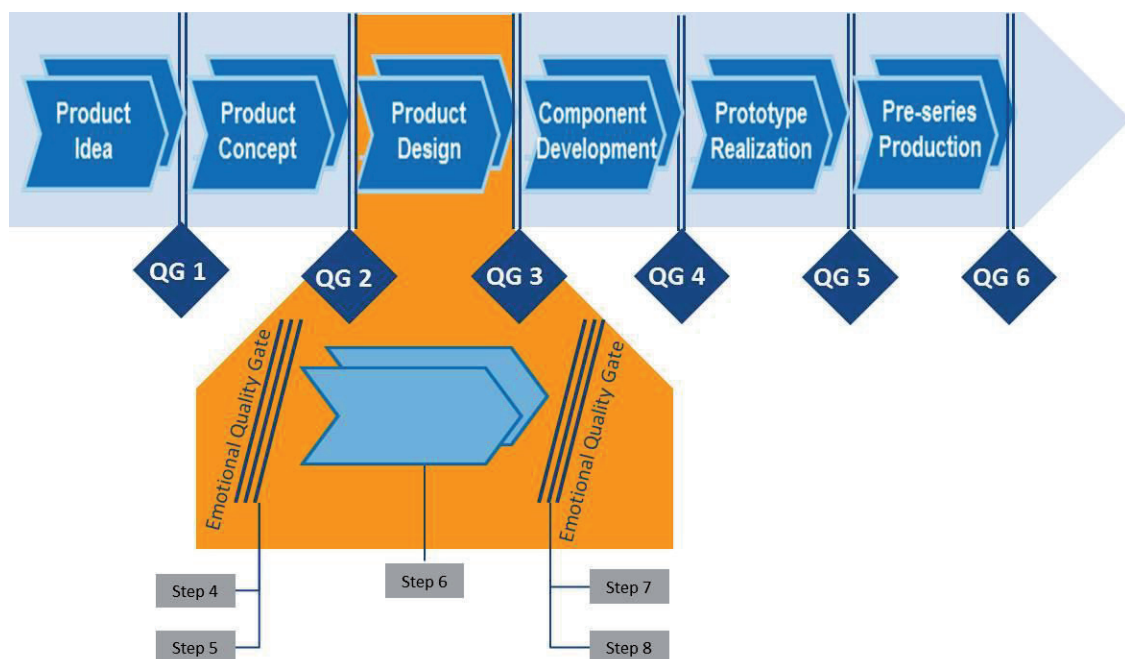 Product
Idea
Product
Concept
Product
Design
Component
Development
Prototype
Realization
Pre-series
Production
QG 1
QG 2
QG 3
QG 4
QG 5
QG 6
Emotional Quality Gate
Emotional Quality Gate
Step 4
Step 5
Step 6
Step 7
Step 8